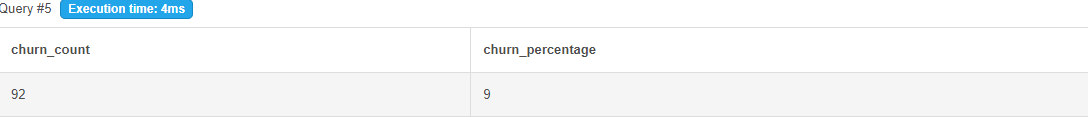 Query #5 Execution time: 4ms
churn_count churn_percentage
92 9